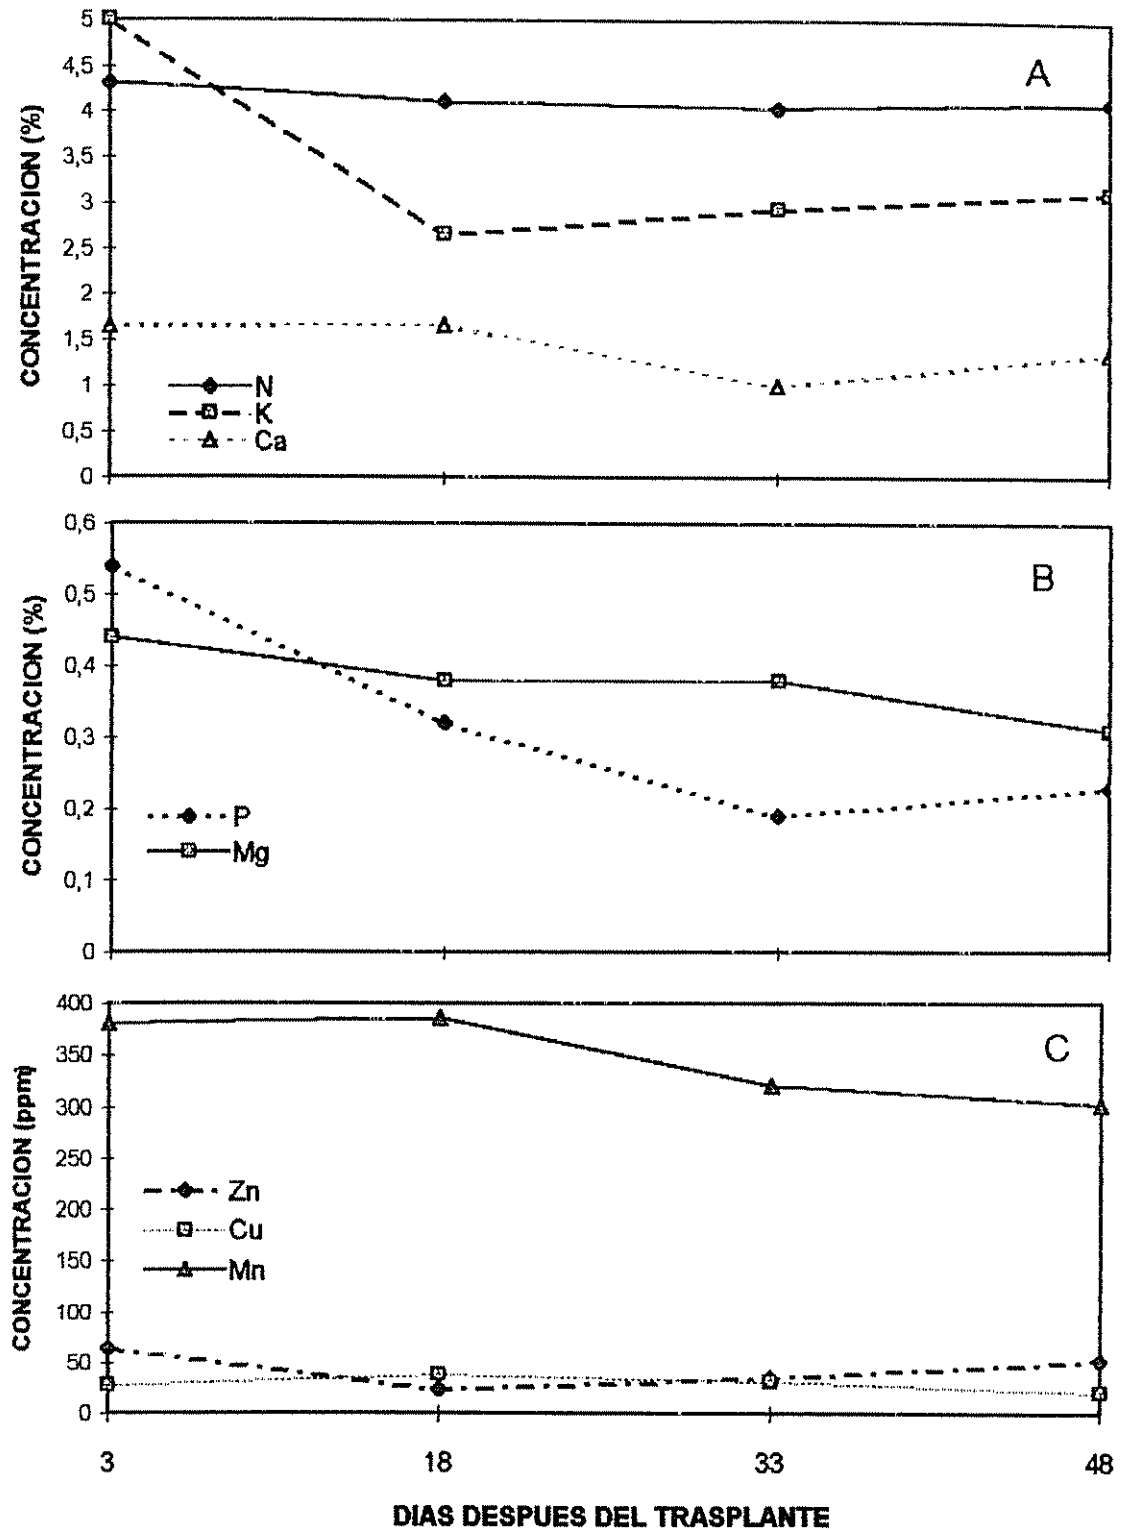 5
4,5
4
3,5
3
2,5
2
1,5
1
0,5
0
CONCENTRACION (%)
A
N
K
Ca
0,6
0,5
0,4
0,3
0,2
0,1
0
CONCENTRACION (%)
B
P
Mg
400
350
300
250
200
150
100
50
0
CONCENTRACION (ppm)
C
Zn
Cu
Mn
3 18 33 48
DIAS DESPUES DEL TRASPLANTE